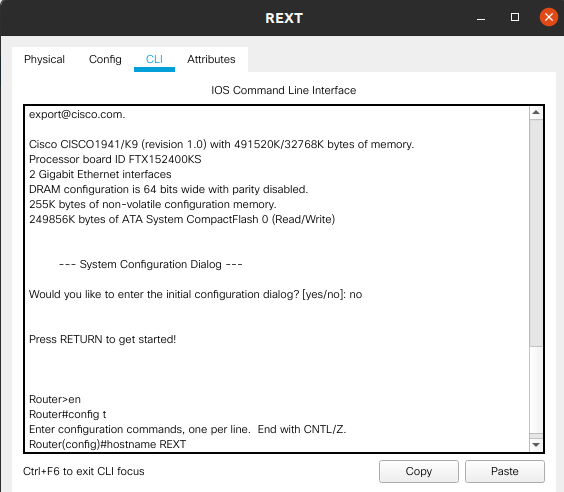 REXT
Physical Config CLI Attributes
IOS Command Line Interface
export@cisco.com.
Cisco CISCO1941/K9 (revision 1.0) with 491520K/32768K bytes of memory.
Processor board ID FTX152400KS
2 Gigabit Ethernet interfaces
DRAM configuration is 64 bits wide with parity disabled.
255K bytes of non-volatile configuration memory.
249856K bytes of ATA System CompactFlash 0 (Read/Write)
--- System Configuration Dialog ---
Would you like to enter the initial configuration dialog? [yes/no]: no
Press RETURN to get started!
Router>en
Router#config t
Enter configuration commands, one per line.  End with CNTL/Z.
Router(config)#hostname REXT
Ctrl+F6 to exit CLI focus
Copy Paste